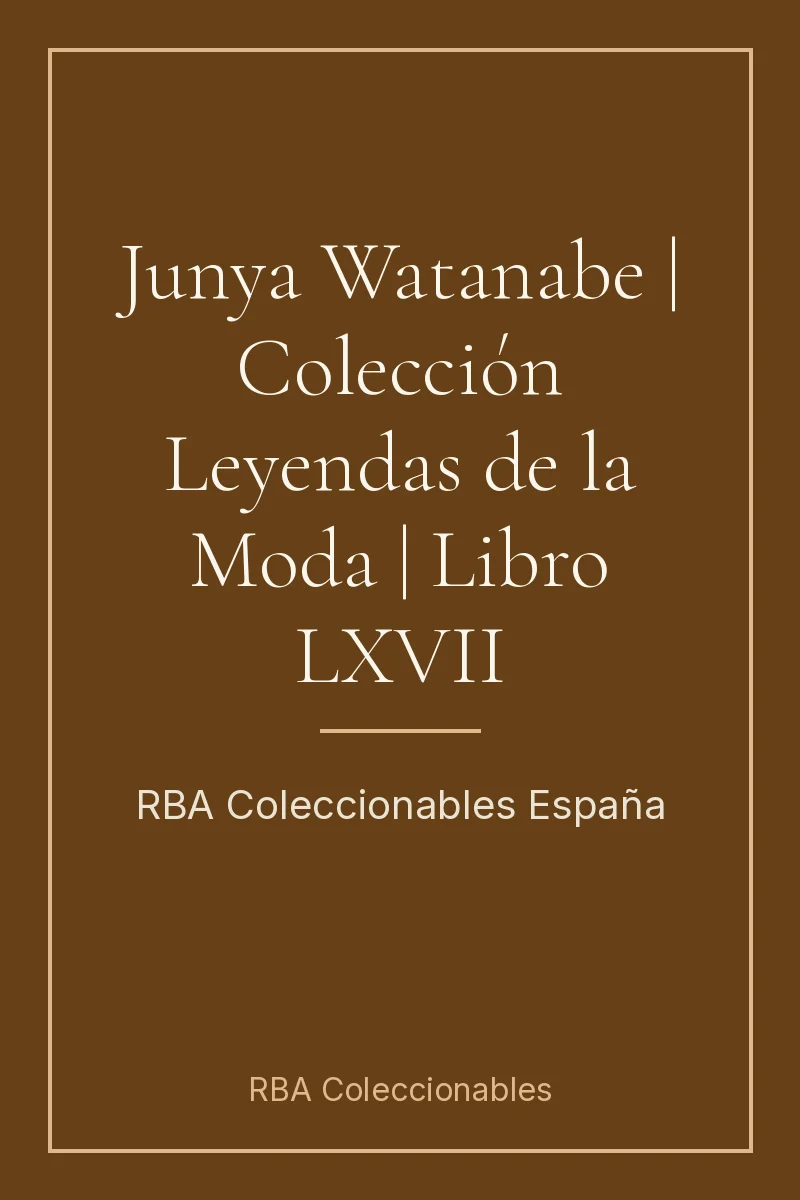 Junya Watanabe |
Colección
Leyendas de la
Moda | Libro
LXVII
RBA Coleccionables España
RBA Coleccionables